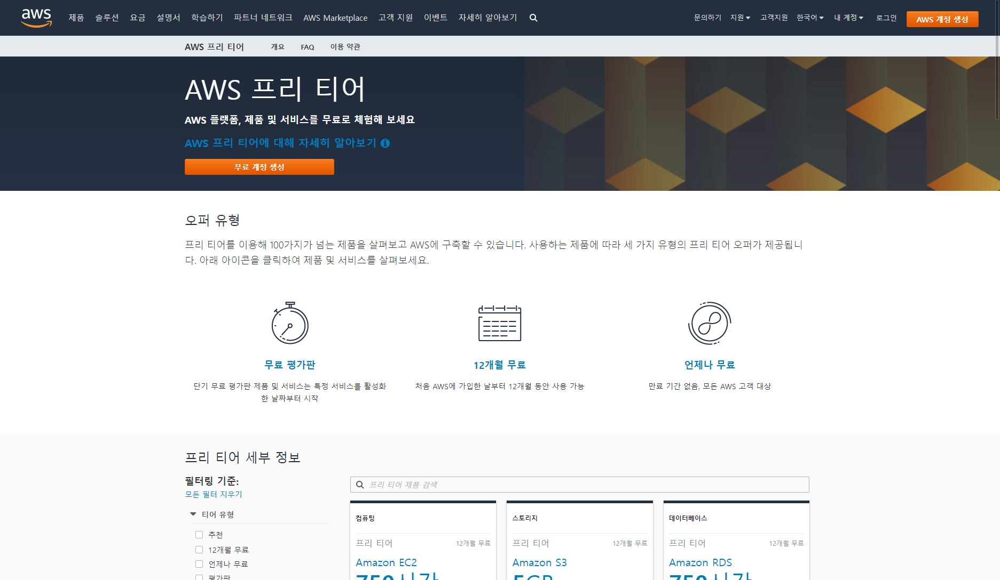 aws
제품 솔루션 요금 설명서 학습하기 파트너 네트워크 AWS Marketplace 고객 지원 이벤트 자세히 알아보기
문의하기 지원 고객지원 한국어 내 계정 로그인 AWS 계정 생성
AWS 프리 티어 개요 FAQ 이용 약관
AWS 프리 티어
AWS 플랫폼, 제품 및 서비스를 무료로 체험해 보세요
AWS 프리 티어에 대해 자세히 알아보기
무료 계정 생성
오퍼 유형
프리 티어를 이용해 100가지가 넘는 제품을 살펴보고 AWS에 구축할 수 있습니다. 사용하는 제품에 따라 세 가지 유형의 프리 티어 오퍼가 제공됩니
다. 아래 아이콘을 클릭하여 제품 및 서비스를 살펴보세요.
무료 평가판
단기 무료 평가판 제품 및 서비스는 특정 서비스를 활성화
한 날짜부터 시작
12개월 무료
처음 AWS에 가입한 날부터 12개월 동안 사용 가능
언제나 무료
만료 기간 없음, 모든 AWS 고객 대상
프리 티어 세부 정보
필터링 기준:
모든 필터 지우기
티어 유형
추천
12개월 무료
언제나 무료
평가판
프리 티어 제품 검색
컴퓨팅
프리 티어 12개월 무료
Amazon EC2
750시간
스토리지
프리 티어 12개월 무료
Amazon S3
5GB
데이터베이스
프리 티어 12개월 무료
Amazon RDS
750시간